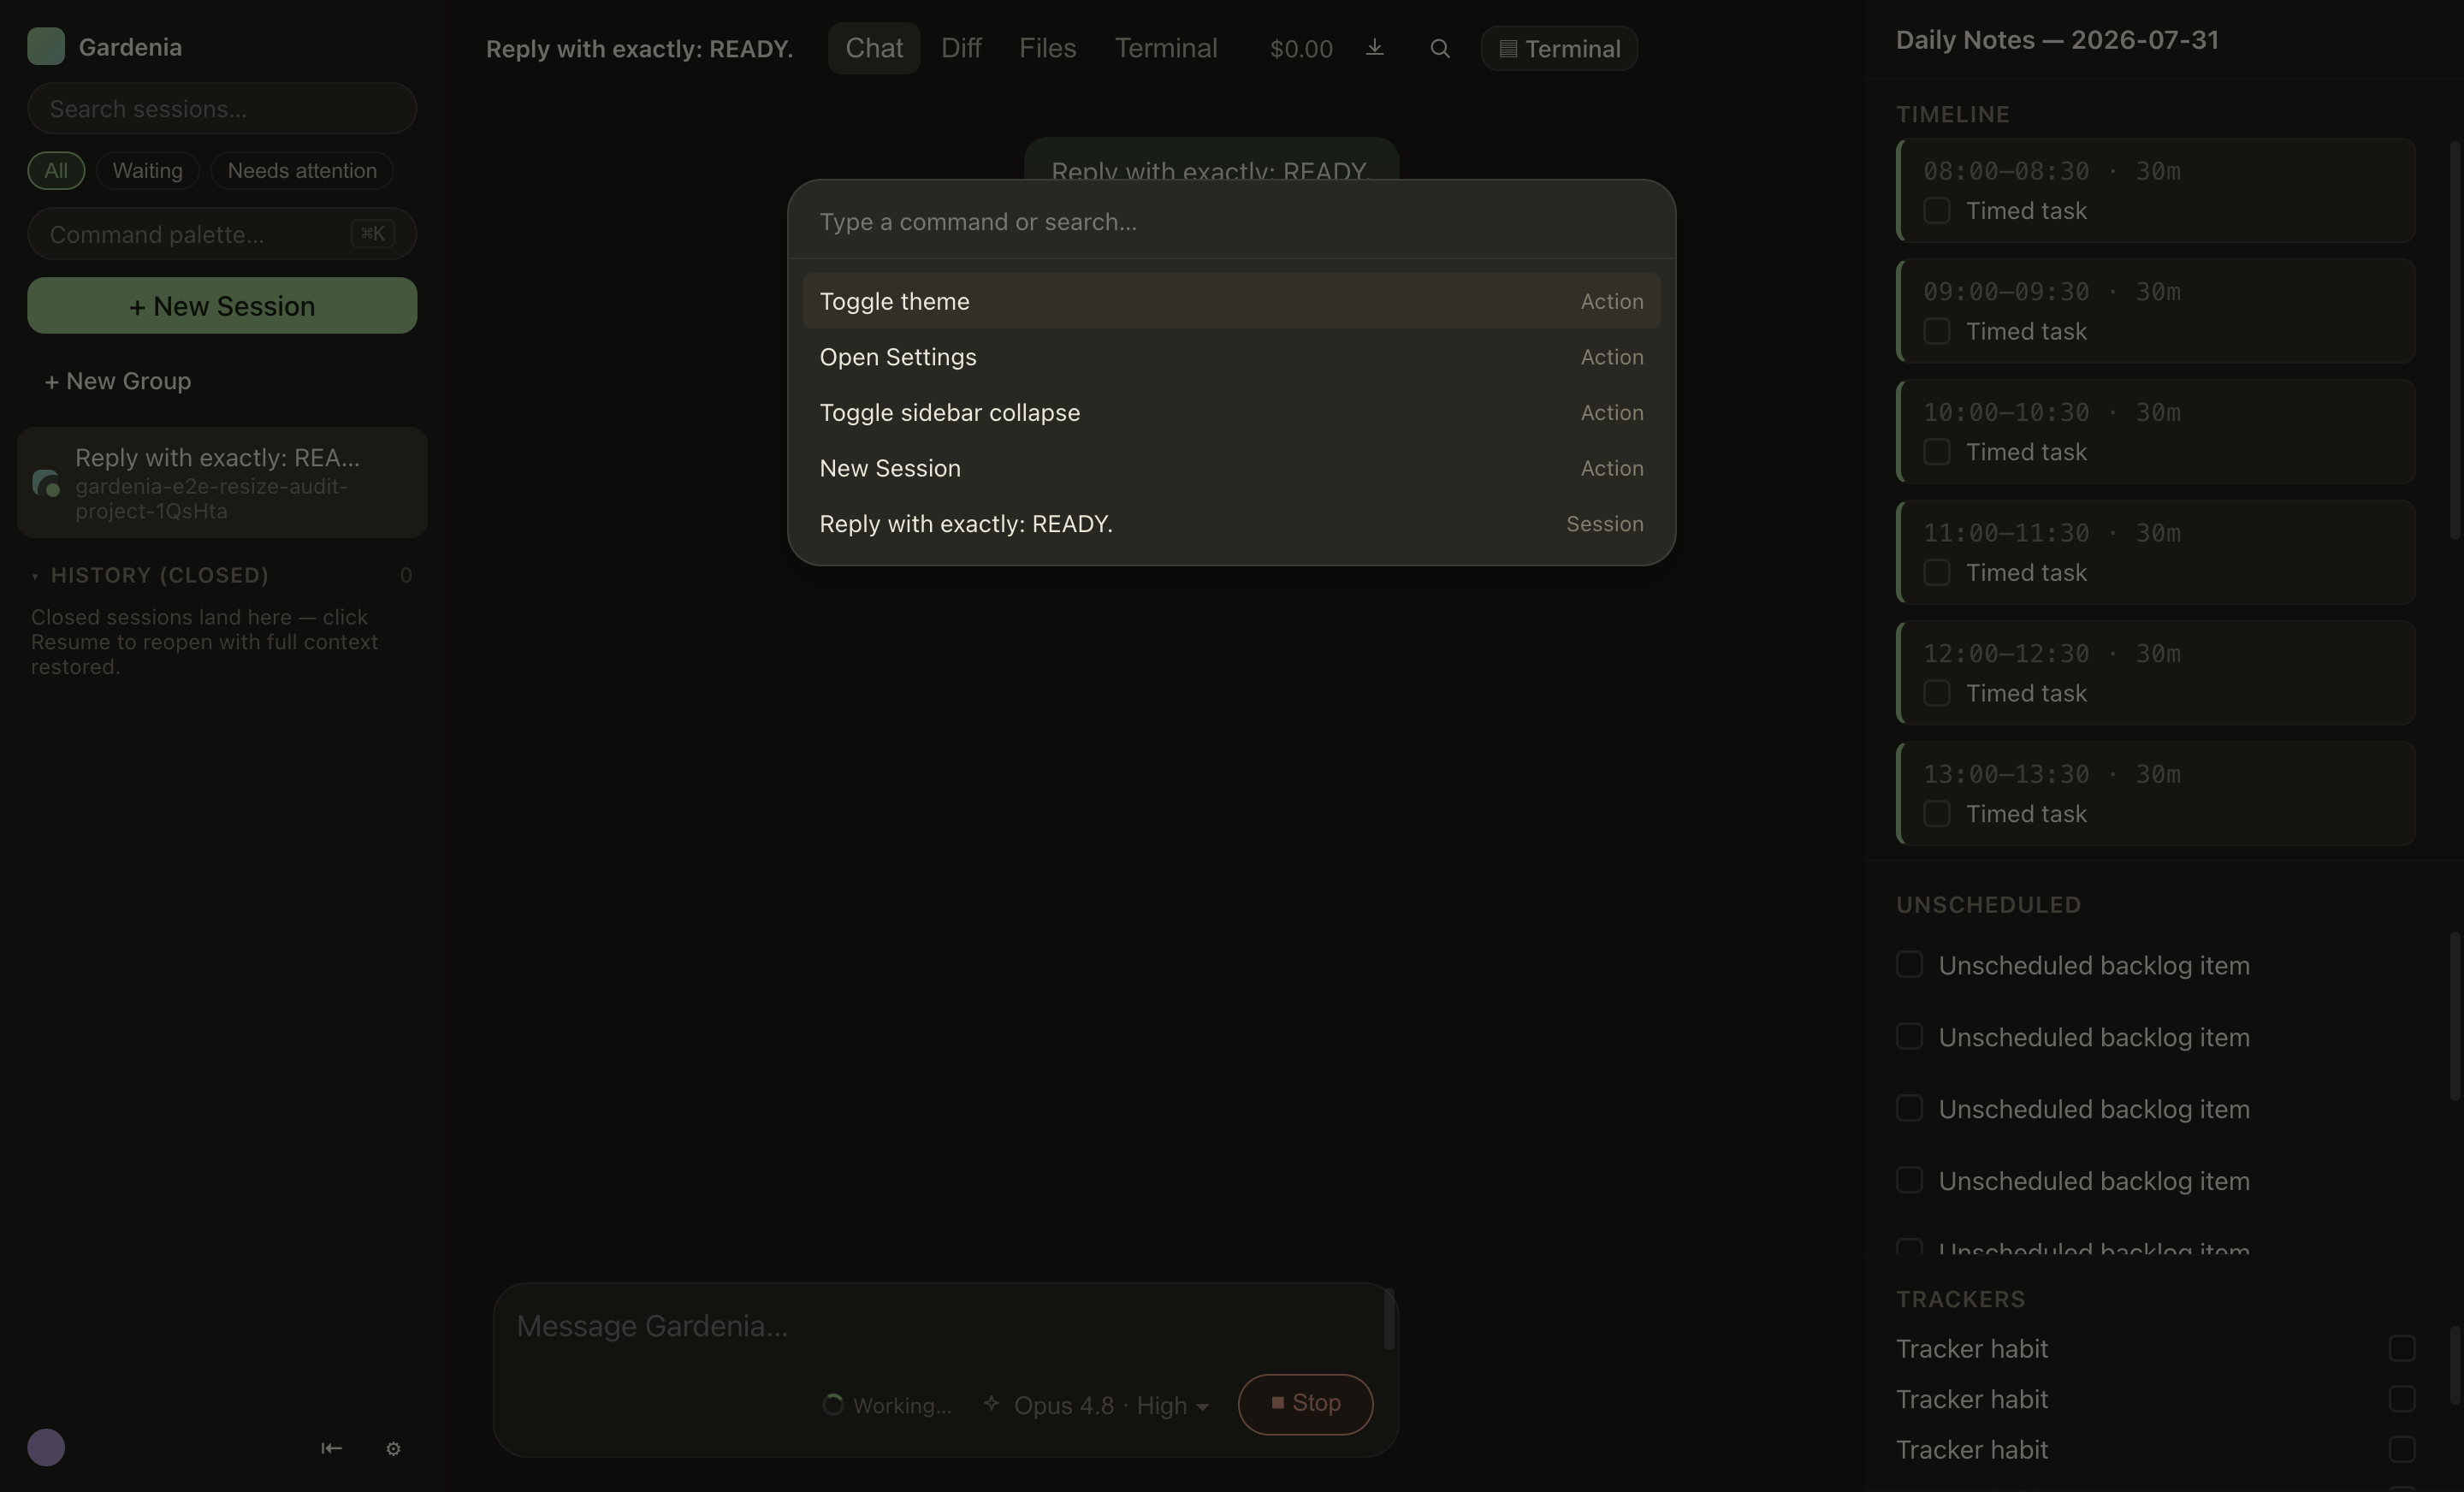 Gardenia
Search sessions...
All
Waiting
Needs attention
Command palette...
⌘K
+ New Session
+ New Group
Reply with exactly: REA...
gardenia-e2e-resize-audit-
project-1QsHta
HISTORY (CLOSED)
0
Closed sessions land here — click
Resume to reopen with full context
restored.
Reply with exactly: READY.
Chat
Diff
Files
Terminal
$0.00
Terminal
Reply with exactly: READY.
Type a command or search...
Toggle theme
Action
Open Settings
Action
Toggle sidebar collapse
Action
New Session
Action
Reply with exactly: READY.
Session
Message Gardenia...
Working...
Opus 4.8 · High
Stop
Daily Notes — 2026-07-31
TIMELINE
08:00–08:30 · 30m
Timed task
09:00–09:30 · 30m
Timed task
10:00–10:30 · 30m
Timed task
11:00–11:30 · 30m
Timed task
12:00–12:30 · 30m
Timed task
13:00–13:30 · 30m
Timed task
UNSCHEDULED
Unscheduled backlog item
Unscheduled backlog item
Unscheduled backlog item
Unscheduled backlog item
Unscheduled backlog item
TRACKERS
Tracker habit
Tracker habit
Tracker habit